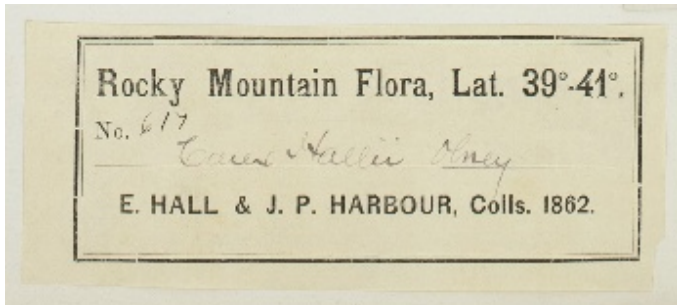 Rocky Mountain Flora, Lat. 39°-41°.
No. 617
Carex Hallii Olney
E. HALL & J. P. HARBOUR, Colls. 1862.